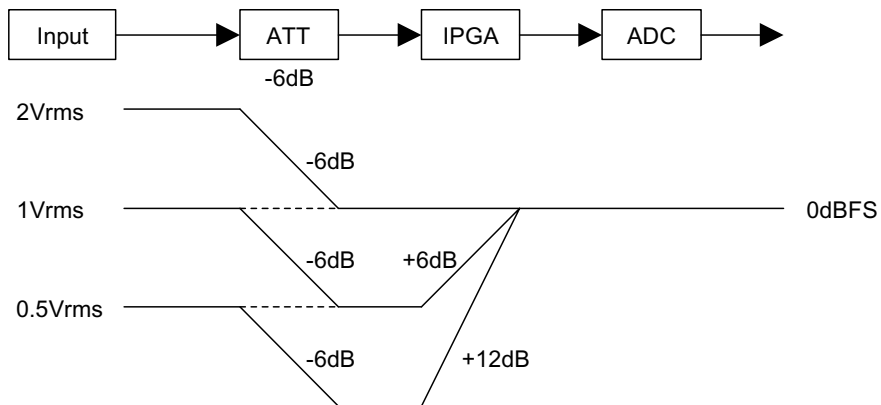 Input
ATT
IPGA
ADC
-6dB
2Vrms
-6dB
1Vrms
0dBFS
-6dB
+6dB
0.5Vrms
-6dB
+12dB